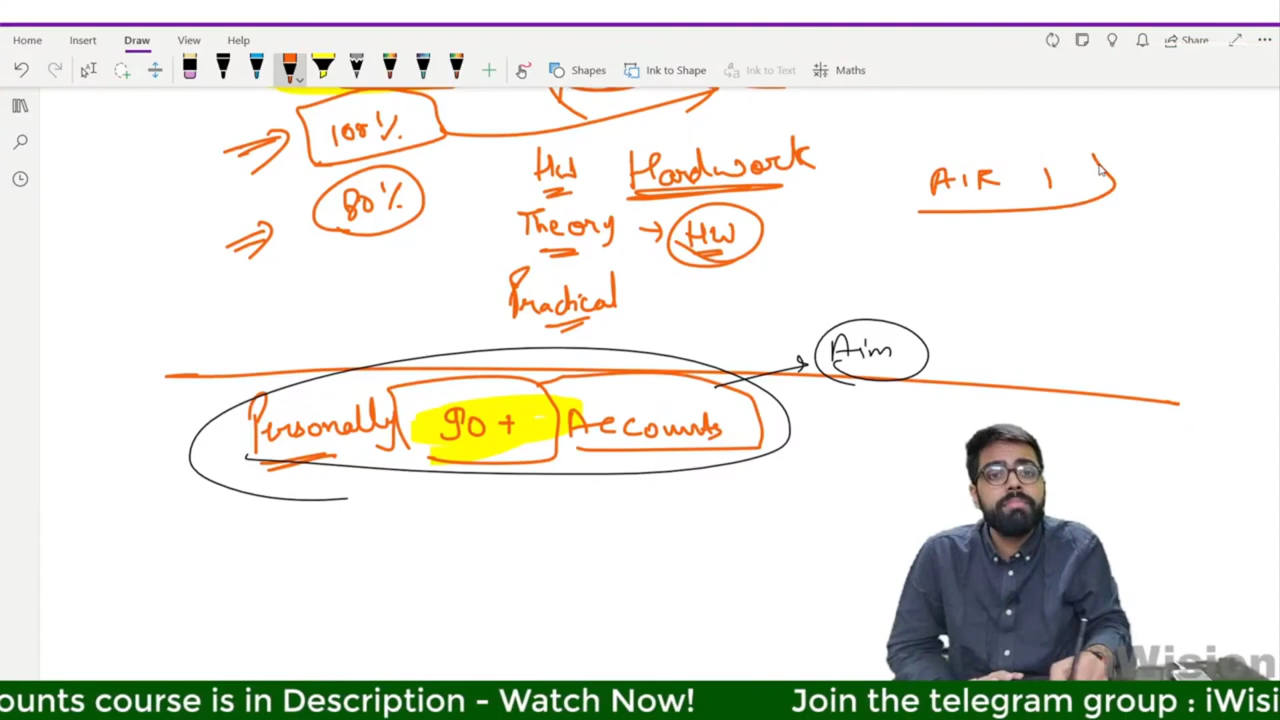 Home Insert Draw View Help
Share
Shapes Ink to Shape Ink to Text Maths
100%
80%
HW Hardwork
Theory → HW
Practical
AIR 1
Aim
Personally 90+ Accounts
Wision
ounts course is in Description - Watch Now! Join the telegram group : iWisi